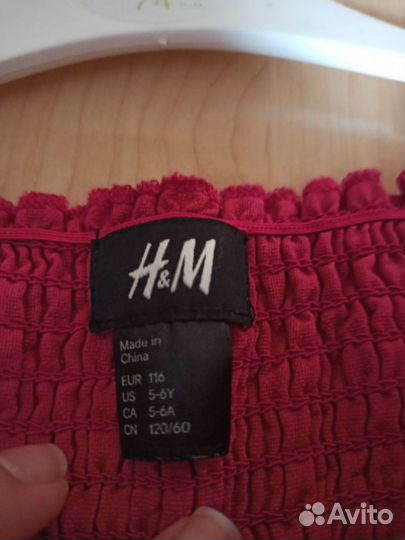 H&M
Made in
China
EUR 116
US 5-6Y
CA 5-6A
CN 120/60
Avito